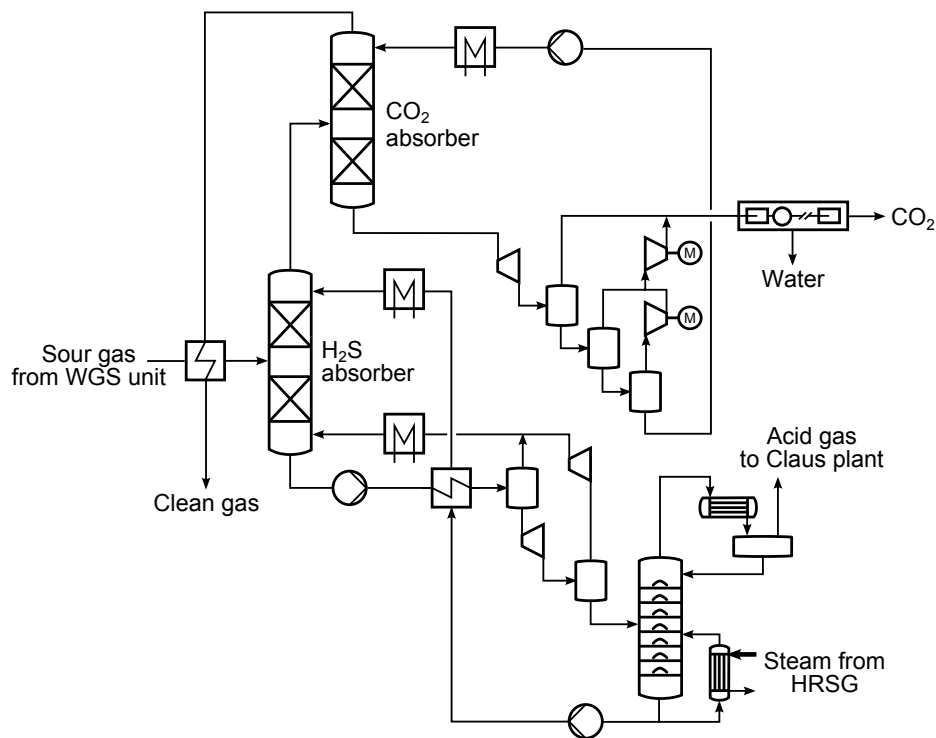 CO₂
absorber
CO₂
M
Water
M
Sour gas
from WGS unit
H₂S
absorber
Clean gas
Acid gas
to Claus plant
Steam from
HRSG